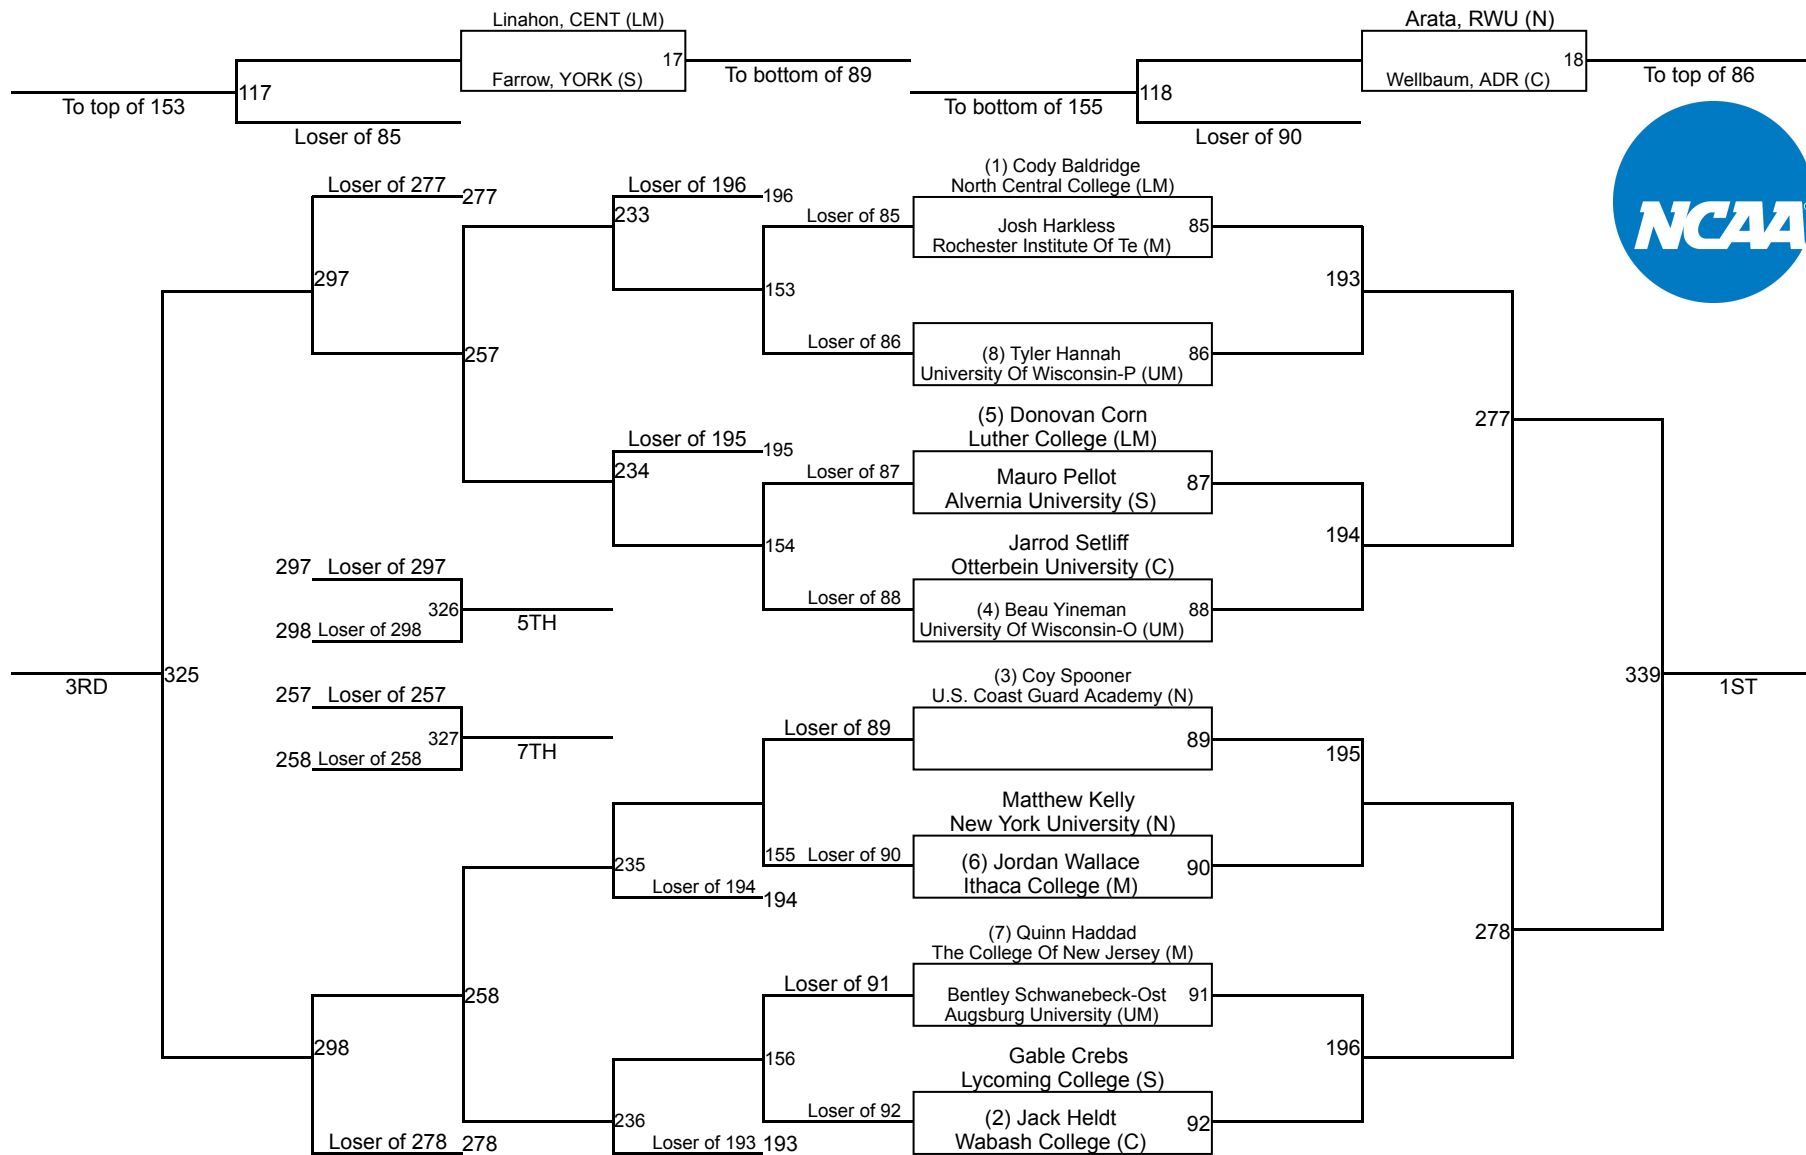 Linahon, CENT (LM)
17
Farrow, YORK (S)
To bottom of 89
117
To top of 153
Loser of 85
Arata, RWU (N)
18
Wellbaum, ADR (C)
To top of 86
118
To bottom of 155
Loser of 90
NCAA
(1) Cody Baldridge
North Central College (LM)
Loser of 277
277
Loser of 196
196
233
Loser of 85
Josh Harkless
85
Rochester Institute Of Te (M)
297
153
193
Loser of 86
(8) Tyler Hannah
86
University Of Wisconsin-P (UM)
257
(5) Donovan Corn
Luther College (LM)
277
Loser of 195
195
234
Loser of 87
Mauro Pellot
87
Alvernia University (S)
154
194
Jarrod Setliff
Otterbein University (C)
297
Loser of 297
326
5TH
298
Loser of 298
Loser of 88
(4) Beau Yineman
88
University Of Wisconsin-O (UM)
3RD
325
339
1ST
(3) Coy Spooner
U.S. Coast Guard Academy (N)
257
Loser of 257
327
7TH
258
Loser of 258
Loser of 89
89
195
Matthew Kelly
New York University (N)
155
Loser of 90
(6) Jordan Wallace
90
Ithaca College (M)
235
Loser of 194
194
(7) Quinn Haddad
The College Of New Jersey (M)
278
258
Loser of 91
Bentley Schwanebeck-Ost
91
Augsburg University (UM)
298
156
196
Gable Crebs
Lycoming College (S)
236
Loser of 92
(2) Jack Heldt
92
Wabash College (C)
Loser of 278
278
Loser of 193
193